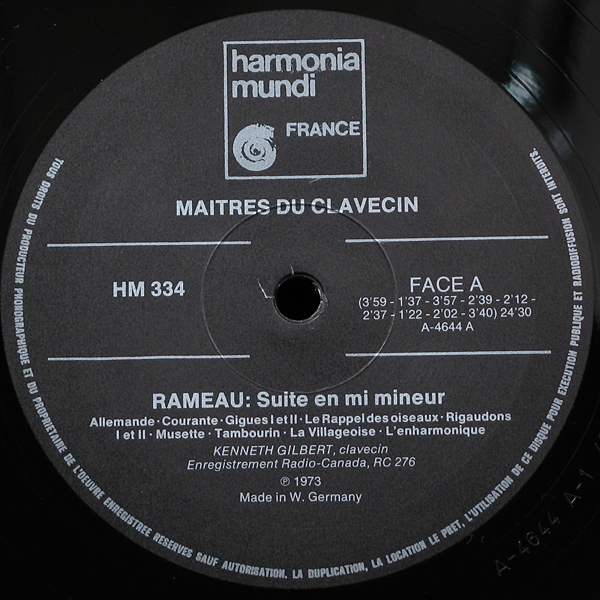 harmonia
mundi
FRANCE
MAITRES DU CLAVECIN
HM 334
FACE A
(3'59 - 1'37 - 3'57 - 2'39 - 2'12 -
2'37 - 1'22 - 2'02 - 3'40) 24'30
A-4644 A
RAMEAU: Suite en mi mineur
Allemande · Courante · Gigues I et II · Le Rappel des oiseaux · Rigaudons
I et II · Musette · Tambourin · La Villageoise · L'enharmonique
KENNETH GILBERT, clavecin
Enregistrement Radio-Canada, RC 276
℗ 1973
Made in W. Germany
TOUS DROITS DU PRODUCTEUR PHONOGRAPHIQUE ET DU PROPRIETAIRE DE L'OEUVRE ENREGISTREE RESERVES SAUF AUTORISATION. LA DUPLICATION, LA LOCATION LE PRET, L'UTILISATION DE CE DISQUE POUR EXECUTION PUBLIQUE ET RADIODIFFUSION SONT INTERDITS.
A-4644 A-1